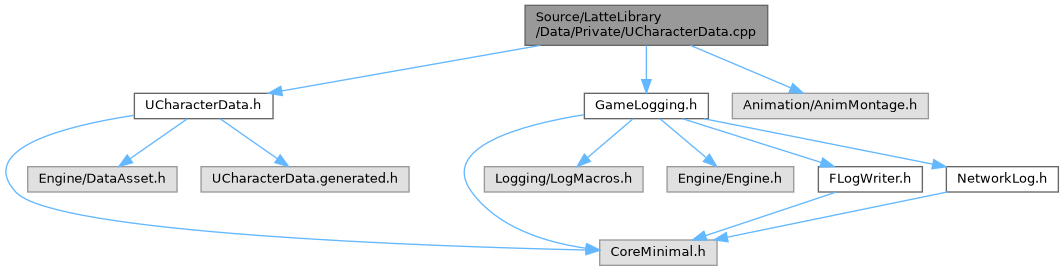 Source/LatteLibrary
/Data/Private/UCharacterData.cpp
UCharacterData.h
GameLogging.h
Animation/AnimMontage.h
Engine/DataAsset.h
UCharacterData.generated.h
Logging/LogMacros.h
Engine/Engine.h
FLogWriter.h
NetworkLog.h
CoreMinimal.h